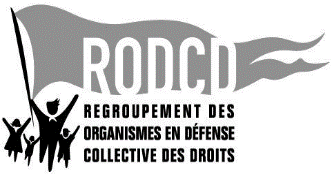 RODCD
REGROUPEMENT DES
ORGANISMES EN DÉFENSE
COLLECTIVE DES DROITS